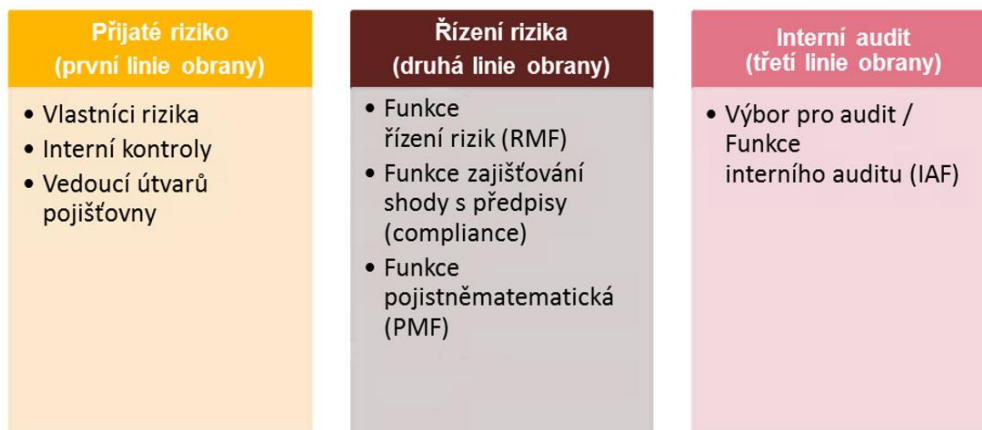 Přijaté riziko
(první linie obrany)
• Vlastníci rizika
• Interní kontroly
• Vedoucí útvarů
pojišťovny
Řízení rizika
(druhá linie obrany)
• Funkce
řízení rizik (RMF)
• Funkce zajišťování
shody s předpisy
(compliance)
• Funkce
pojistněmatematická
(PMF)
Interní audit
(třetí linie obrany)
• Výbor pro audit /
Funkce
interního auditu (IAF)